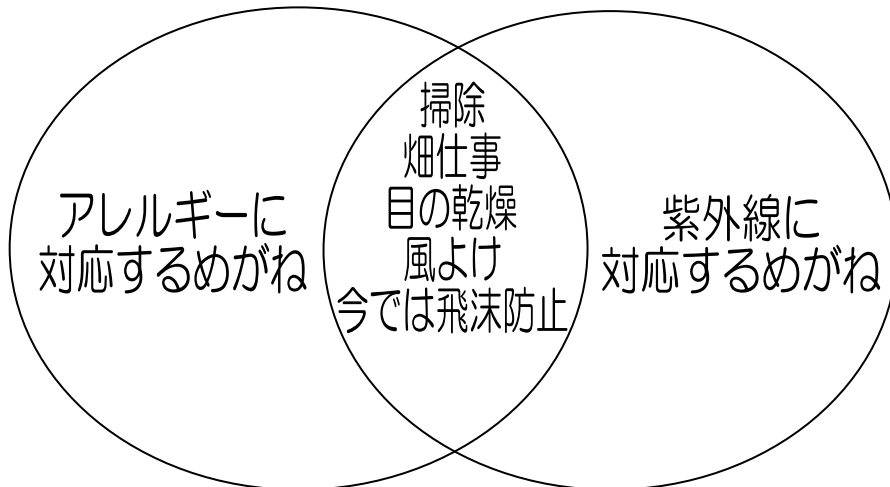 アレルギーに
対応するめがね
掃除
畑仕事
目の乾燥
風よけ
今では飛沫防止
紫外線に
対応するめがね